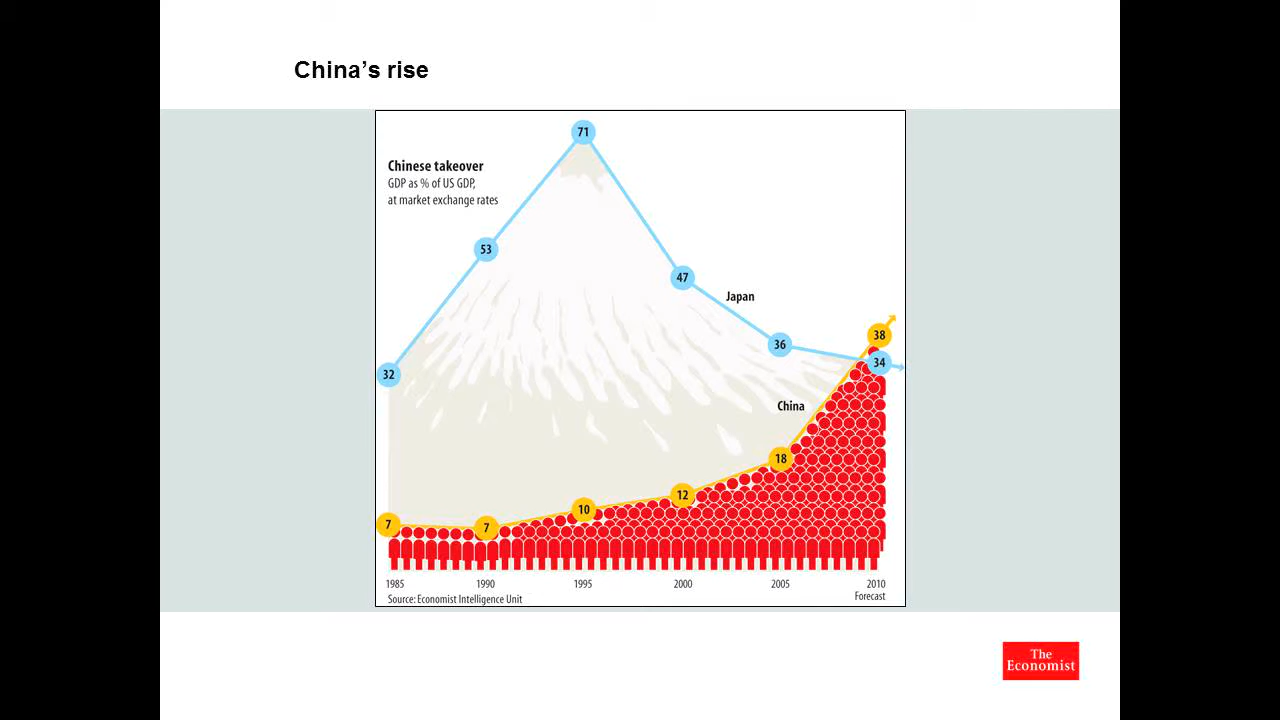 China's rise
Chinese takeover
GDP as % of US GDP,
at market exchange rates
71
53
47
Japan
38
36
34
32
China
18
12
10
7
7
1985
1990
1995
2000
2005
2010
Forecast
Source: Economist Intelligence Unit
The
Economist